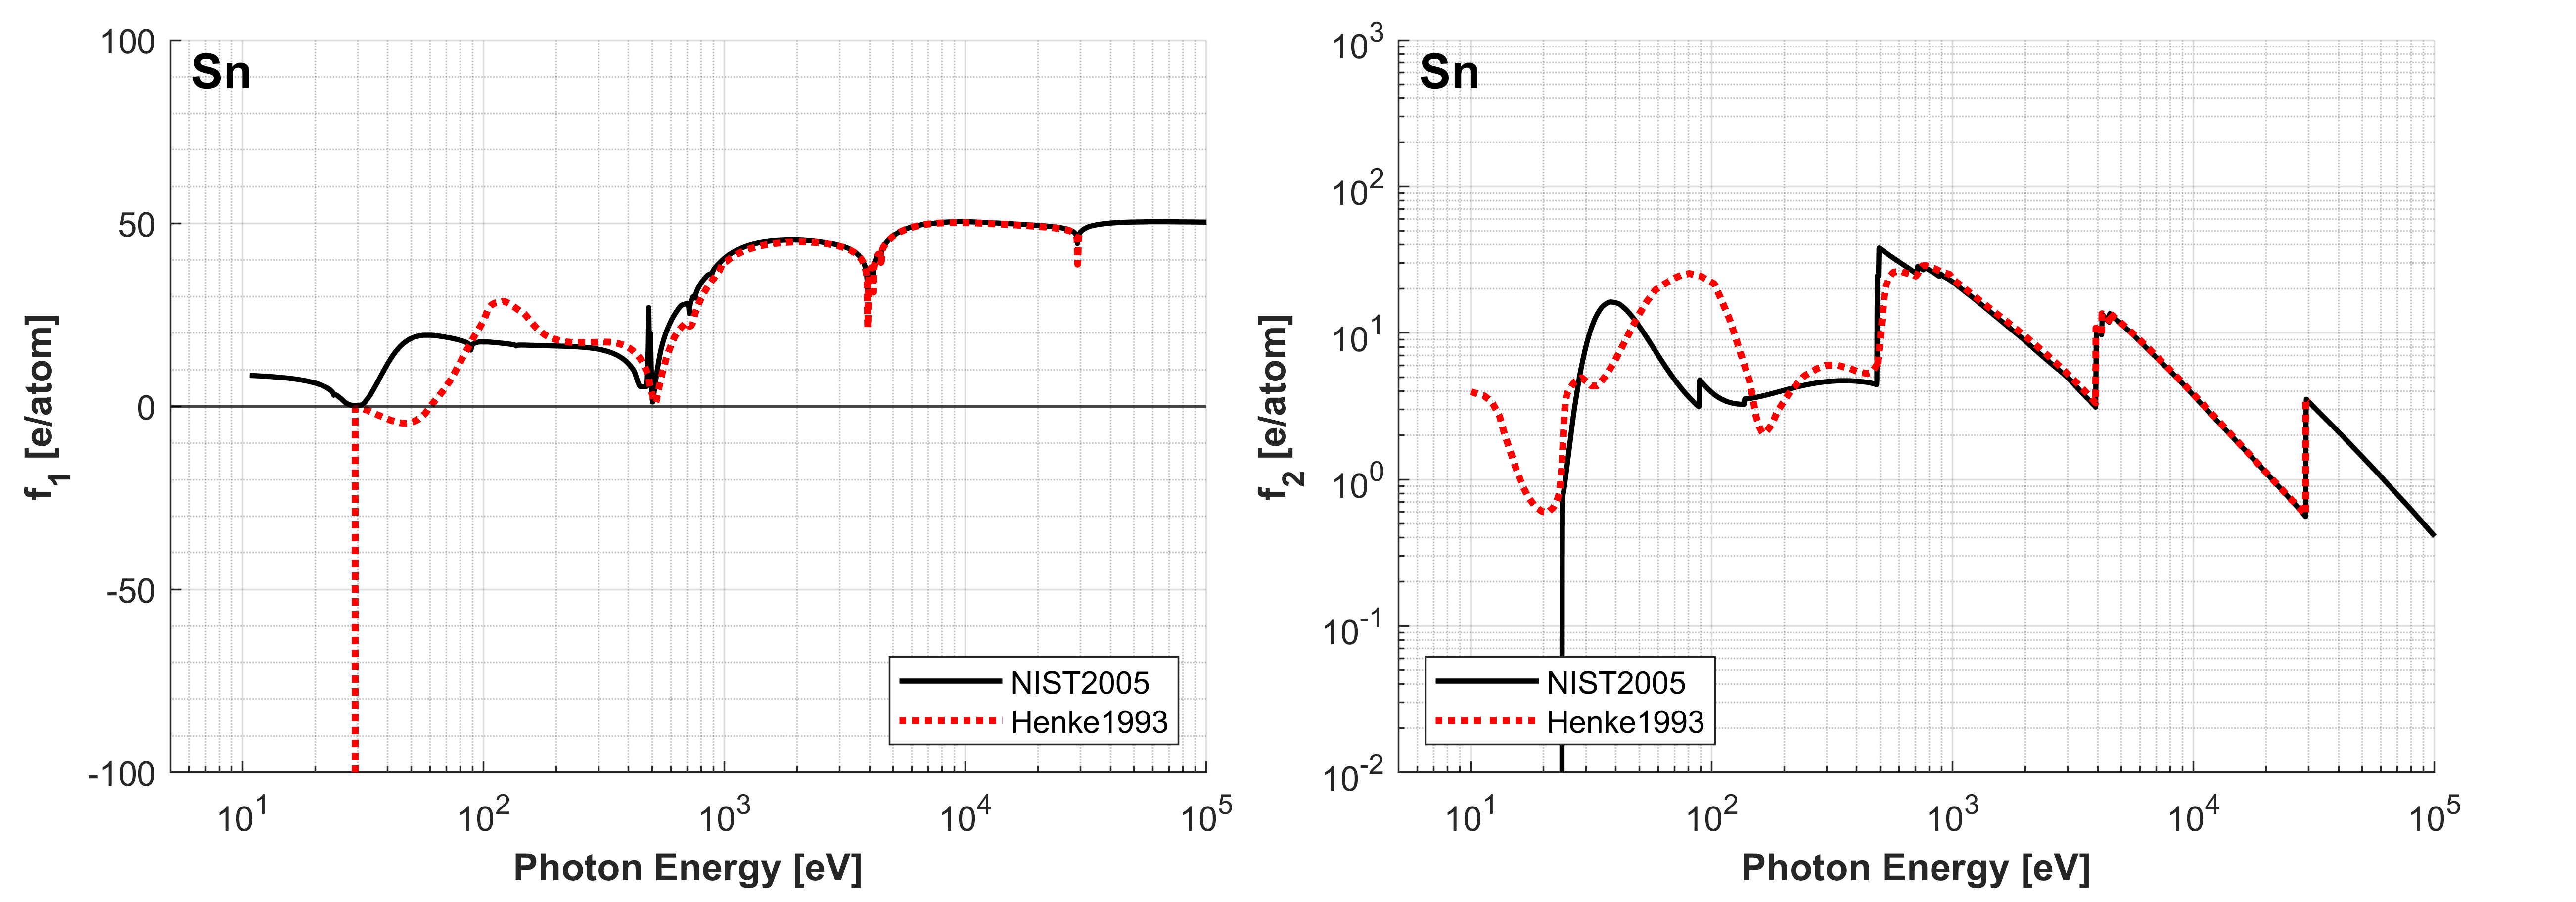 Sn
100
50
0
-50
-100
f1 [e/atom]
10^1 10^2 10^3 10^4 10^5
Photon Energy [eV]
NIST2005
Henke1993
Sn
10^3
10^2
10^1
10^0
10^-1
10^-2
f2 [e/atom]
10^1 10^2 10^3 10^4 10^5
Photon Energy [eV]
NIST2005
Henke1993